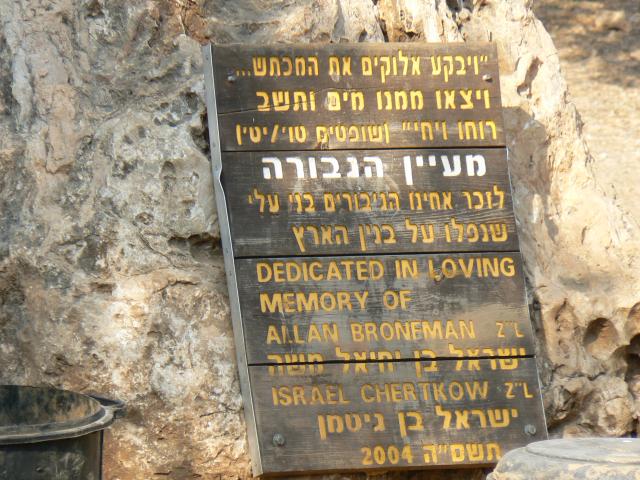 "ויבקע אלוקים את המכתש...
ויצאו ממנו מים ותשב
רוחו ויחי" (שופטים טו'/יט')
מעיין הגבורה
לזכר אחינו הגיבורים בני עלי
שנפלו על בנין הארץ
DEDICATED IN LOVING
MEMORY OF
ALLAN BRONFMAN Z"L
ישראל בן יחיאל משה
ISRAEL CHERTKOW Z"L
ישראל בן גיטמן
תשס"ה 2004